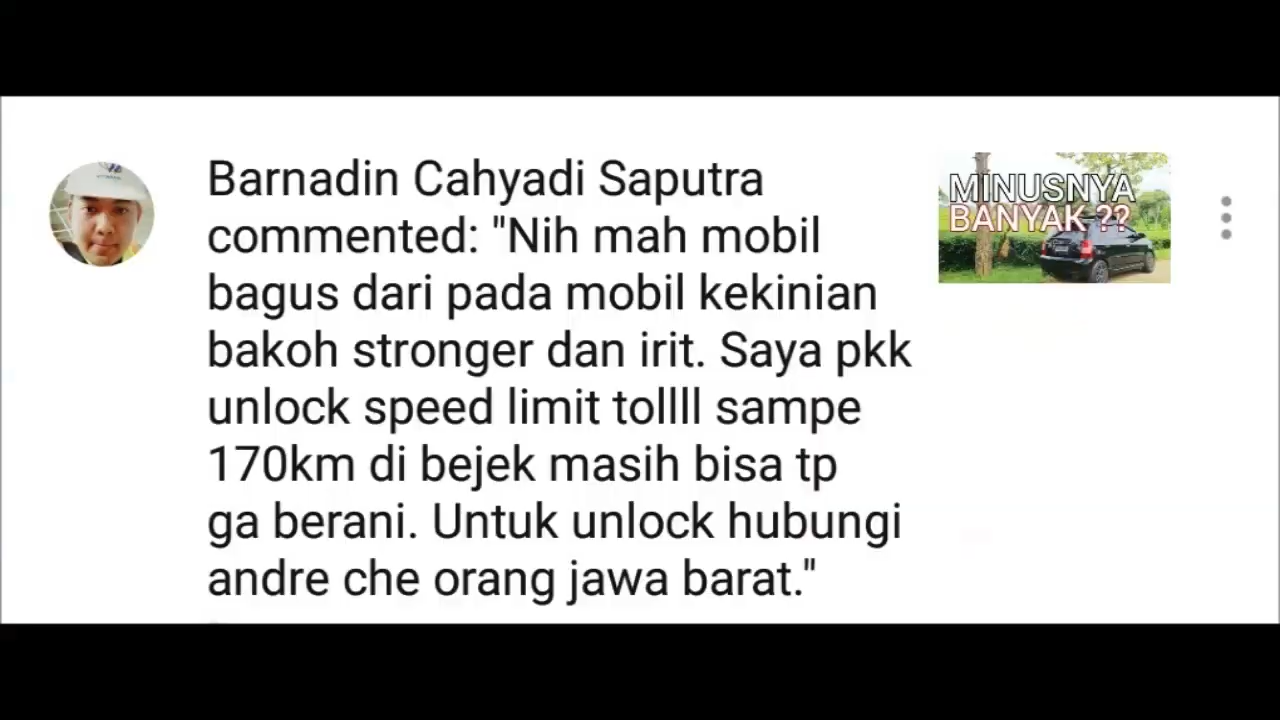 Barnadin Cahyadi Saputra
commented: "Nih mah mobil
bagus dari pada mobil kekinian
bakoh stronger dan irit. Saya pkk
unlock speed limit tollll sampe
170km di bejek masih bisa tp
ga berani. Untuk unlock hubungi
andre che orang jawa barat."
MINUSNYA
BANYAK ??